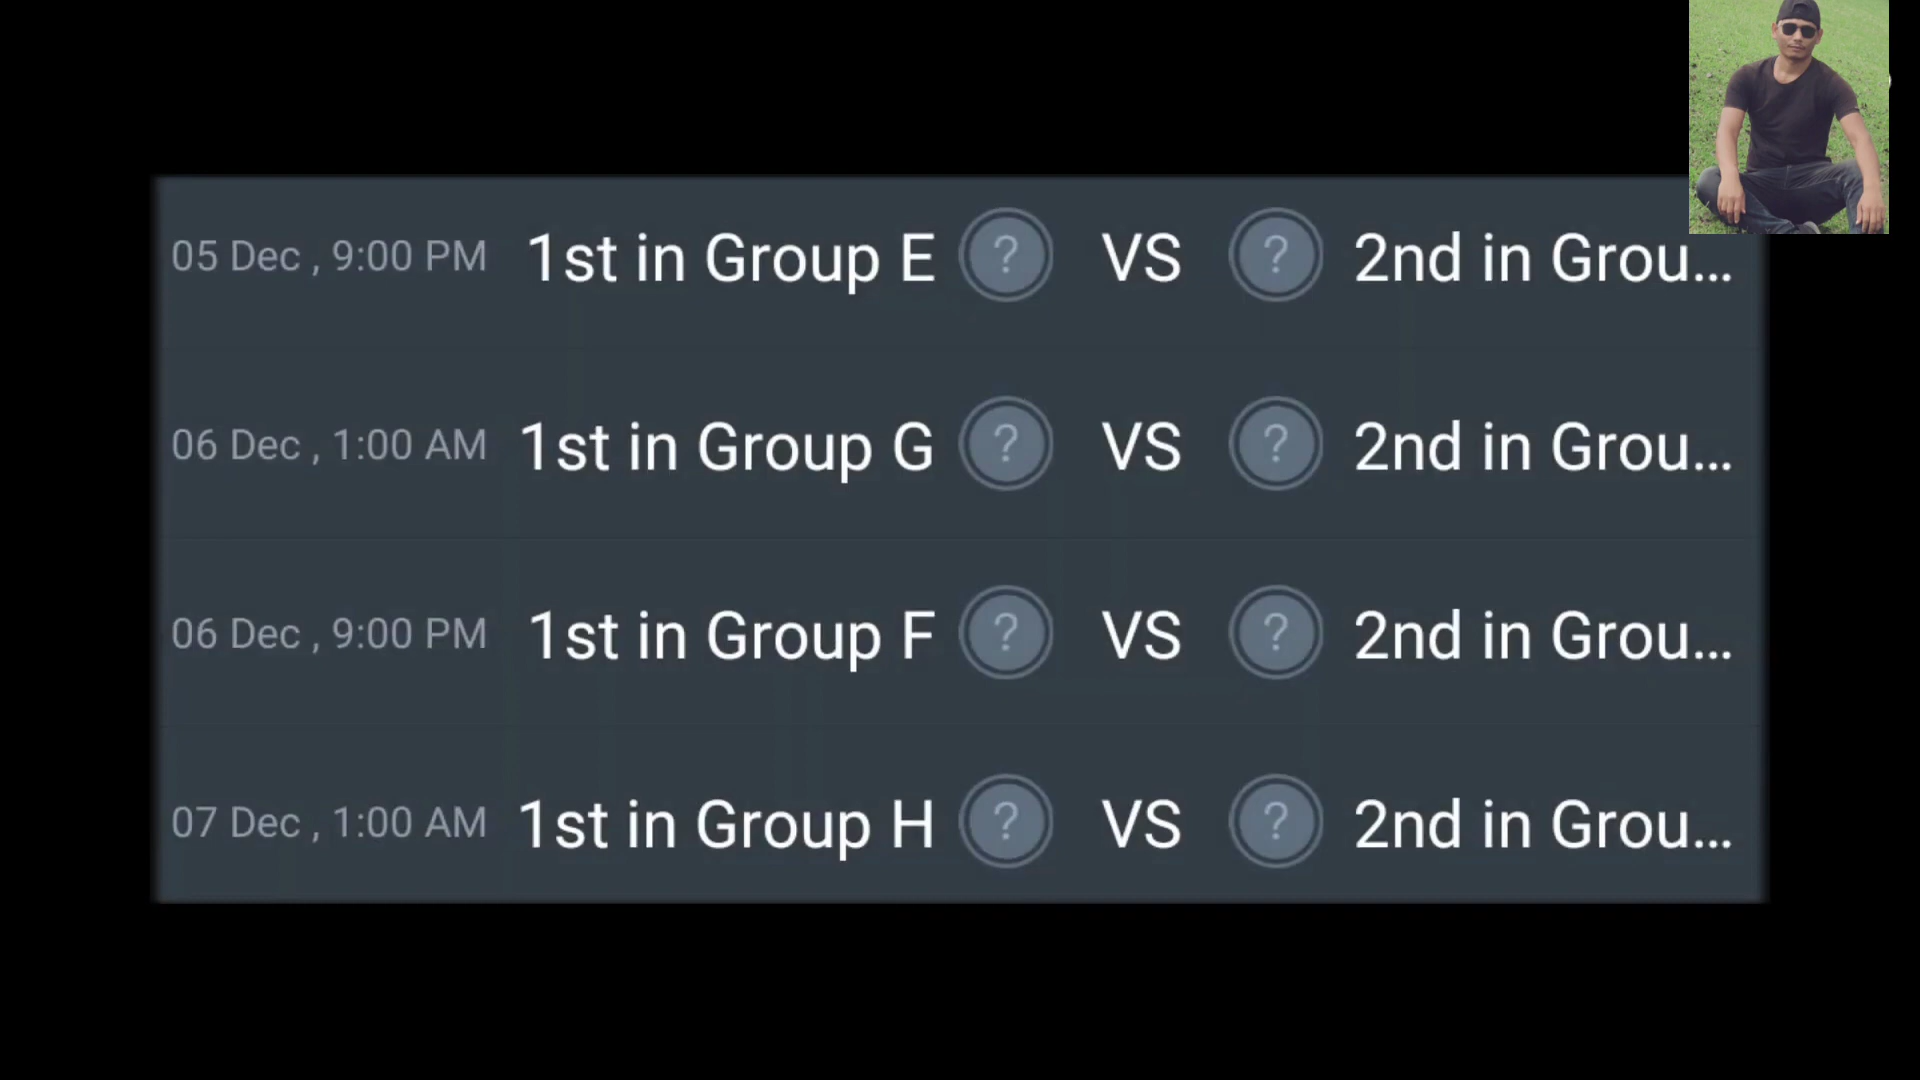 05 Dec , 9:00 PM 1st in Group E ? VS ? 2nd in Grou...
06 Dec , 1:00 AM 1st in Group G ? VS ? 2nd in Grou...
06 Dec , 9:00 PM 1st in Group F ? VS ? 2nd in Grou...
07 Dec , 1:00 AM 1st in Group H ? VS ? 2nd in Grou...